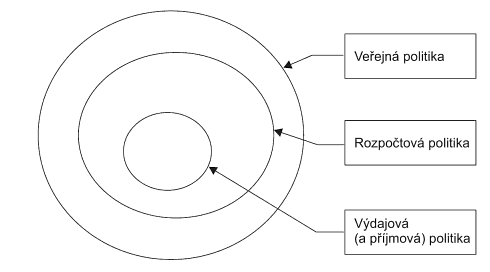 Veřejná politika
Rozpočtová politika
Výdajová
(a příjmová) politika